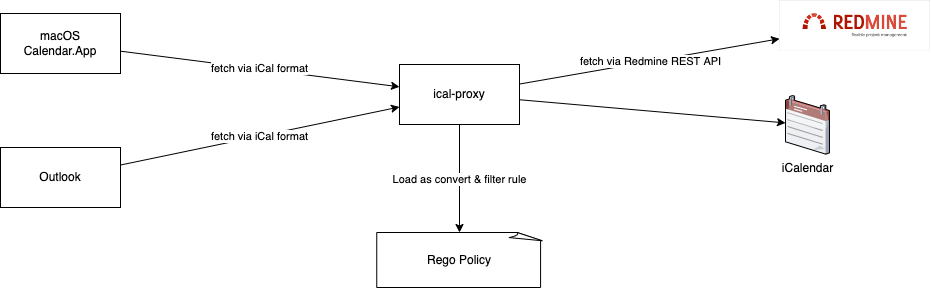 macOS
Calendar.App
fetch via iCal format
REDMINE
flexible project management
fetch via Redmine REST API
ical-proxy
fetch via iCal format
Outlook
iCalendar
Load as convert & filter rule
Rego Policy